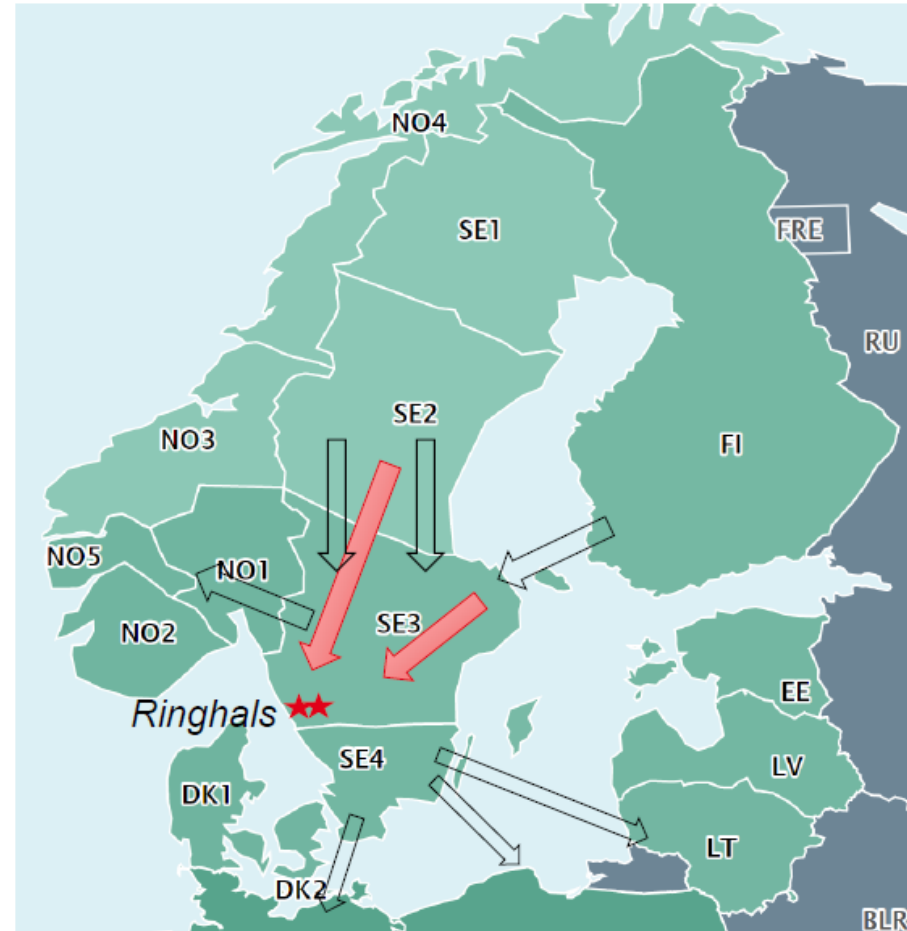 NO4
SE1
FRE
RU
SE2
NO3
FI
NO5
NO1
NO2
SE3
EE
Ringhals
SE4
LV
DK1
LT
DK2
BLR